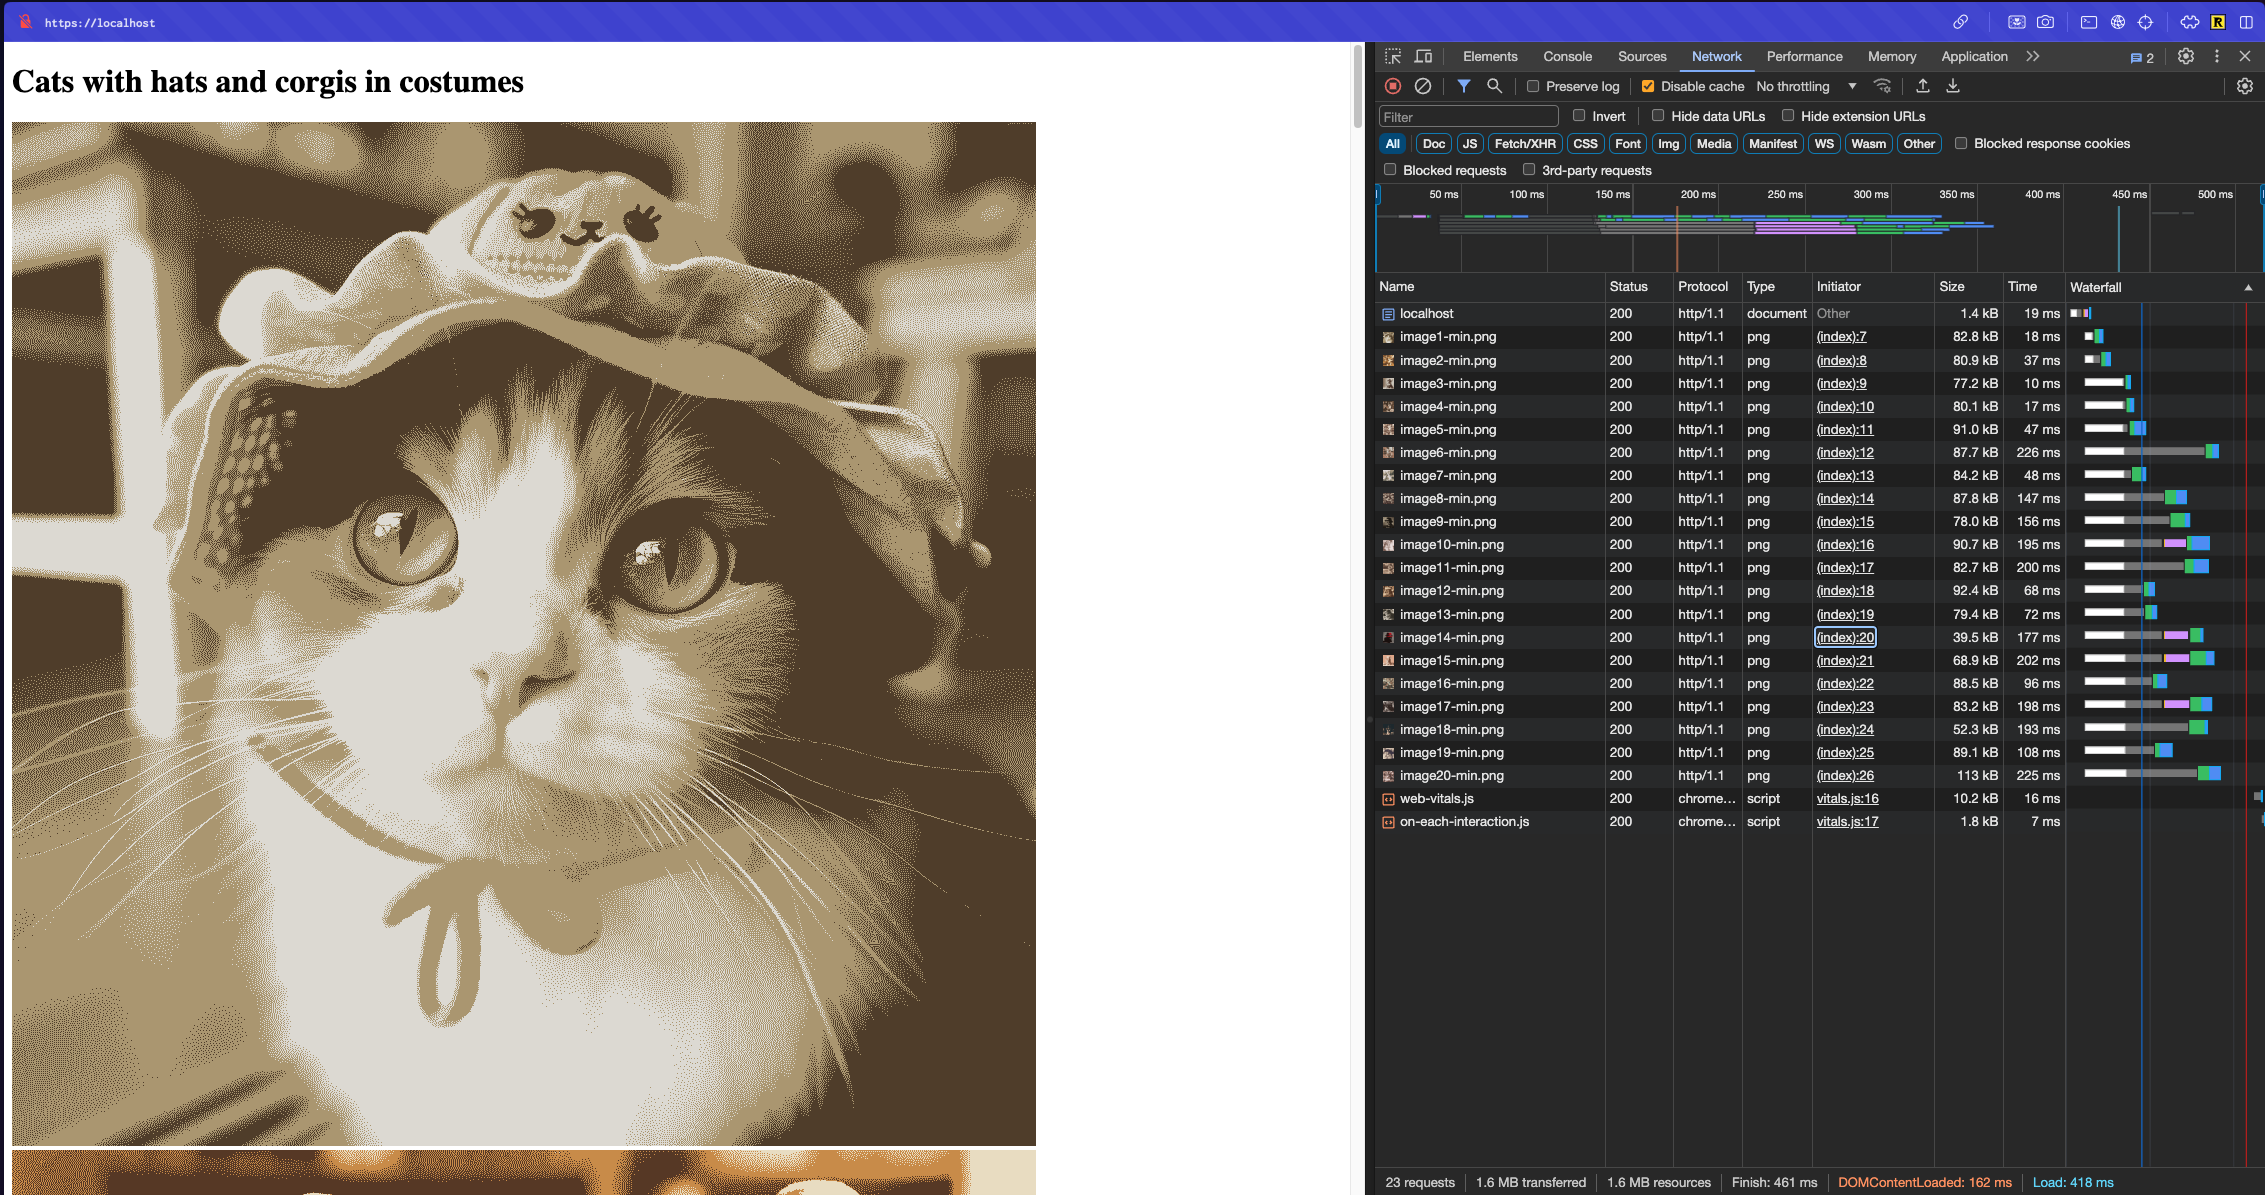 https://localhost
R
Cats with hats and corgis in costumes
Elements Console Sources Network Performance Memory Application 2
Preserve log Disable cache No throttling
Filter Invert Hide data URLs Hide extension URLs
All Doc JS Fetch/XHR CSS Font Img Media Manifest WS Wasm Other Blocked response cookies
Blocked requests 3rd-party requests
50 ms 100 ms 150 ms 200 ms 250 ms 300 ms 350 ms 400 ms 450 ms 500 ms
Name Status Protocol Type Initiator Size Time Waterfall
localhost 200 http/1.1 document Other 1.4 kB 19 ms
image1-min.png 200 http/1.1 png (index):7 82.8 kB 18 ms
image2-min.png 200 http/1.1 png (index):8 80.9 kB 37 ms
image3-min.png 200 http/1.1 png (index):9 77.2 kB 10 ms
image4-min.png 200 http/1.1 png (index):10 80.1 kB 17 ms
image5-min.png 200 http/1.1 png (index):11 91.0 kB 47 ms
image6-min.png 200 http/1.1 png (index):12 87.7 kB 226 ms
image7-min.png 200 http/1.1 png (index):13 84.2 kB 48 ms
image8-min.png 200 http/1.1 png (index):14 87.8 kB 147 ms
image9-min.png 200 http/1.1 png (index):15 78.0 kB 156 ms
image10-min.png 200 http/1.1 png (index):16 90.7 kB 195 ms
image11-min.png 200 http/1.1 png (index):17 82.7 kB 200 ms
image12-min.png 200 http/1.1 png (index):18 92.4 kB 68 ms
image13-min.png 200 http/1.1 png (index):19 79.4 kB 72 ms
image14-min.png 200 http/1.1 png (index):20 39.5 kB 177 ms
image15-min.png 200 http/1.1 png (index):21 68.9 kB 202 ms
image16-min.png 200 http/1.1 png (index):22 88.5 kB 96 ms
image17-min.png 200 http/1.1 png (index):23 83.2 kB 198 ms
image18-min.png 200 http/1.1 png (index):24 52.3 kB 193 ms
image19-min.png 200 http/1.1 png (index):25 89.1 kB 108 ms
image20-min.png 200 http/1.1 png (index):26 113 kB 225 ms
web-vitals.js 200 chrome... script vitals.js:16 10.2 kB 16 ms
on-each-interaction.js 200 chrome... script vitals.js:17 1.8 kB 7 ms
23 requests 1.6 MB transferred 1.6 MB resources Finish: 461 ms DOMContentLoaded: 162 ms Load: 418 ms